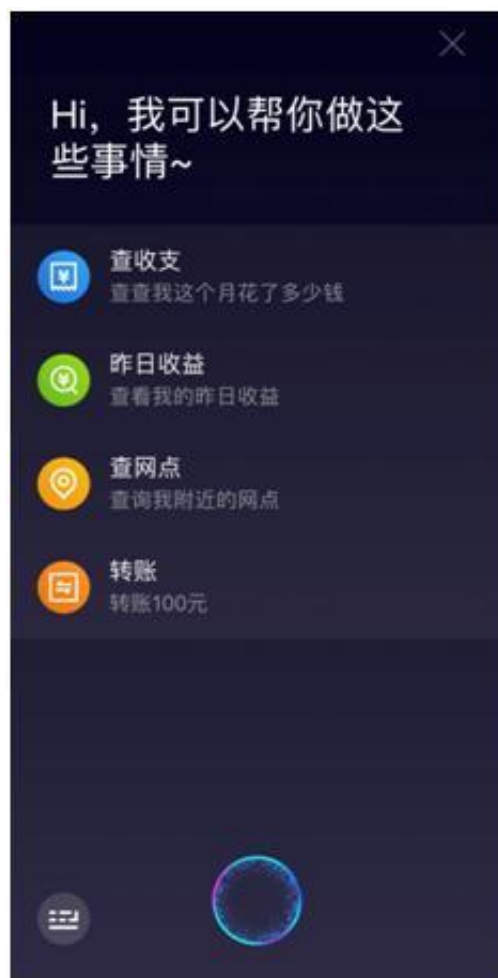 Hi，我可以帮你做这
些事情~
查收支
查查我这个月花了多少钱
昨日收益
查看我的昨日收益
查网点
查询我附近的网点
转账
转账100元